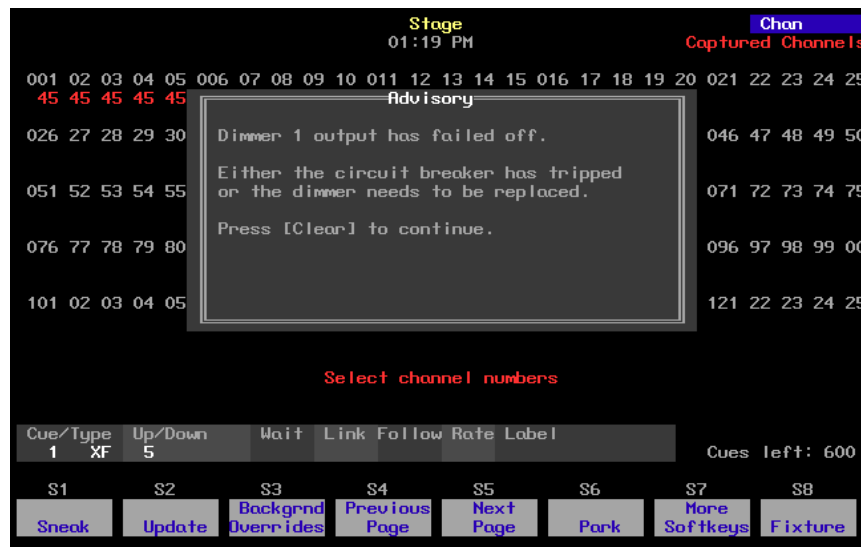 Stage Chan
01:19 PM Captured Channels
001 02 03 04 05 006 07 08 09 10 011 12 13 14 15 016 17 18 19 20 021 22 23 24 25
45 45 45 45 45
Advisory
026 27 28 29 30 Dimmer 1 output has failed off. 046 47 48 49 50
Either the circuit breaker has tripped
051 52 53 54 55 or the dimmer needs to be replaced. 071 72 73 74 75
Press [Clear] to continue.
076 77 78 79 80 096 97 98 99 00
101 02 03 04 05 121 22 23 24 25
Select channel numbers
Cue/Type Up/Down Wait Link Follow Rate Label
1 XF 5 Cues left: 600
S1 S2 S3 S4 S5 S6 S7 S8
Sneak Update Backgrnd Overrides Previous Page Next Page Park More Softkeys Fixture